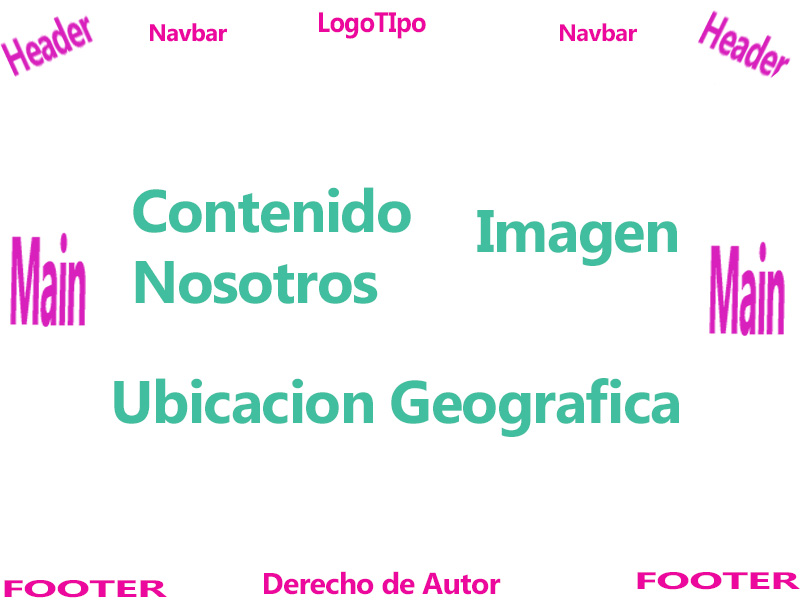 Header
Navbar
LogoTIpo
Navbar
Header
Contenido
Nosotros
Imagen
Main
Main
Ubicacion Geografica
FOOTER
Derecho de Autor
FOOTER